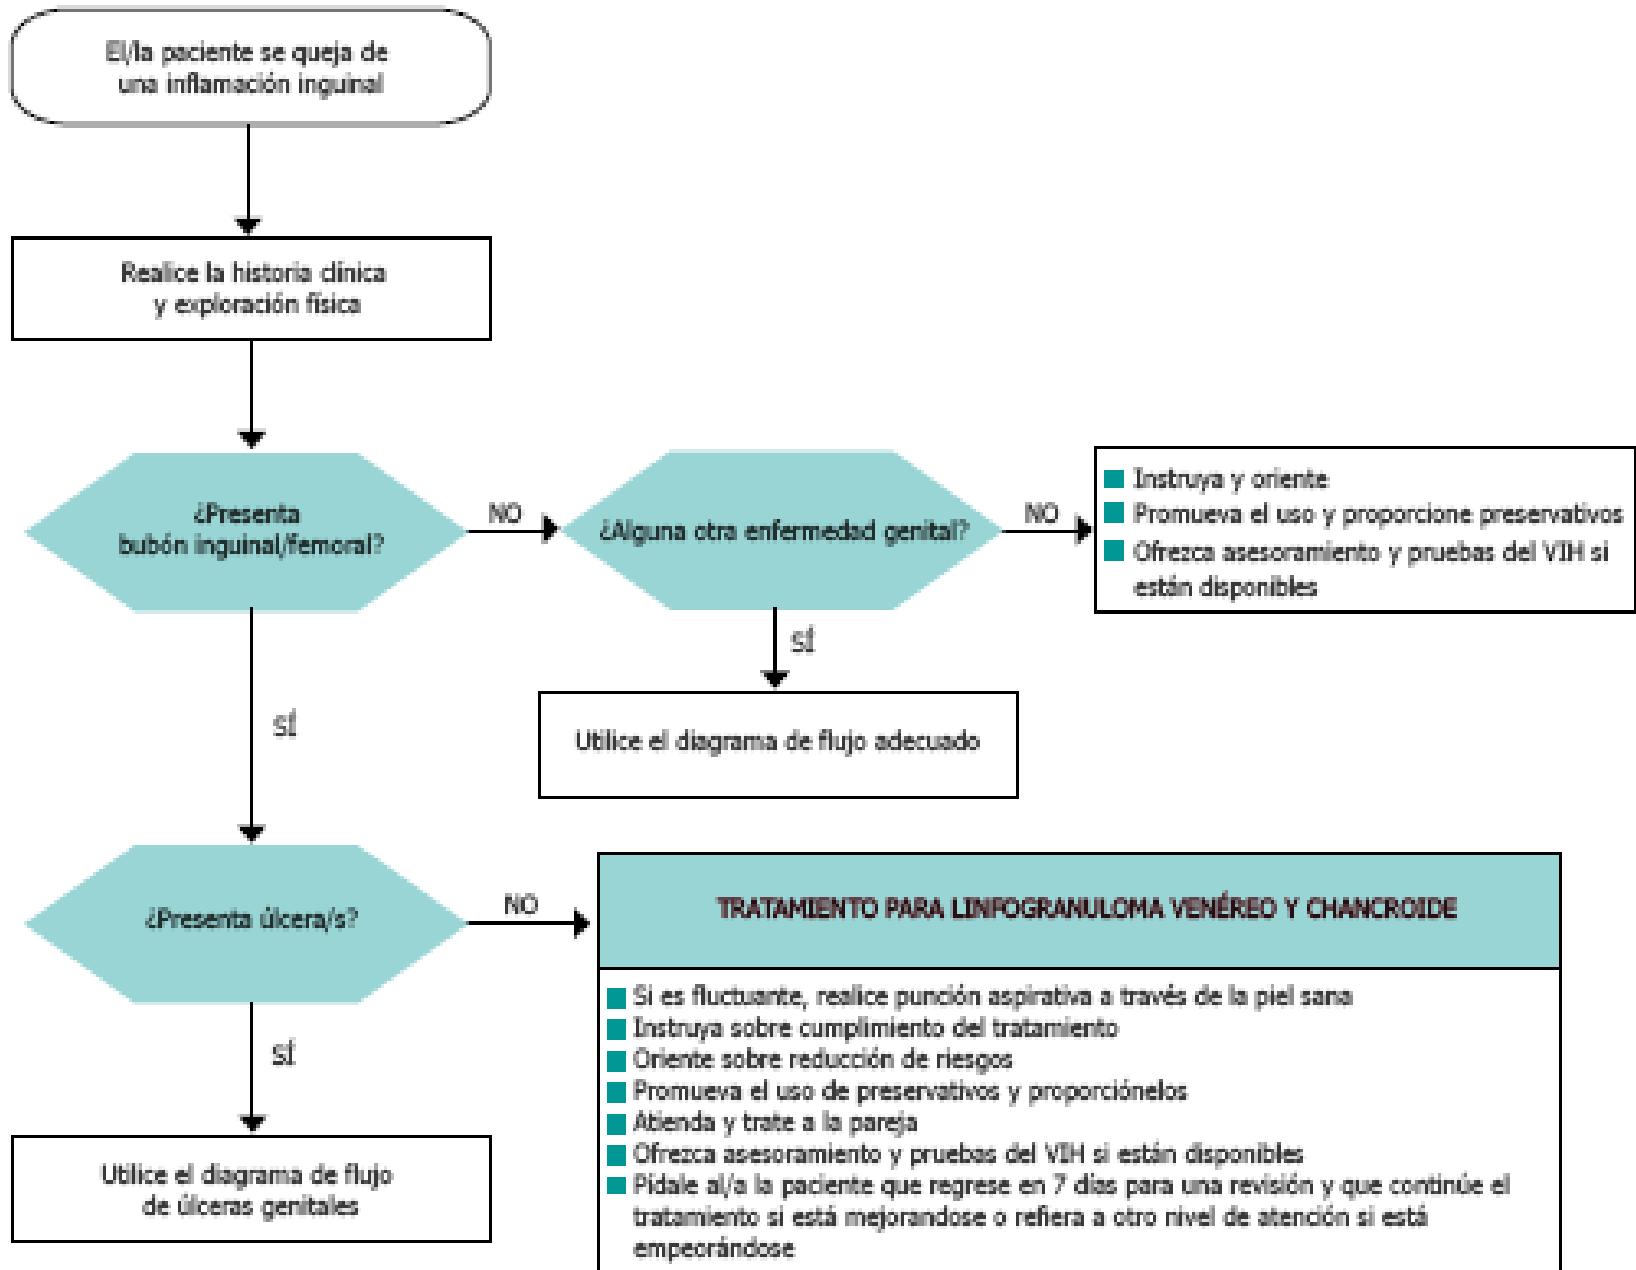 El/la paciente se queja de
una inflamación inguinal
Realice la historia clínica
y exploración física
¿Presenta
bubón inguinal/femoral?
NO
¿Alguna otra enfermedad genital?
NO
Instruya y oriente
Promueva el uso y proporcione preservativos
Ofrezca asesoramiento y pruebas del VIH si
están disponibles
SÍ
Utilice el diagrama de flujo adecuado
SÍ
¿Presenta úlcera/s?
NO
TRATAMIENTO PARA LINFOGRANULOMA VENÉREO Y CHANCROIDE
Si es fluctuante, realice punción aspirativa a través de la piel sana
Instruya sobre cumplimiento del tratamiento
Oriente sobre reducción de riesgos
Promueva el uso de preservativos y proporciónelos
Atienda y trate a la pareja
Ofrezca asesoramiento y pruebas del VIH si están disponibles
Pídale al/a la paciente que regrese en 7 días para una revisión y que continúe el
tratamiento si está mejorandose o refiera a otro nivel de atención si está
empeorándose
SÍ
Utilice el diagrama de flujo
de úlceras genitales